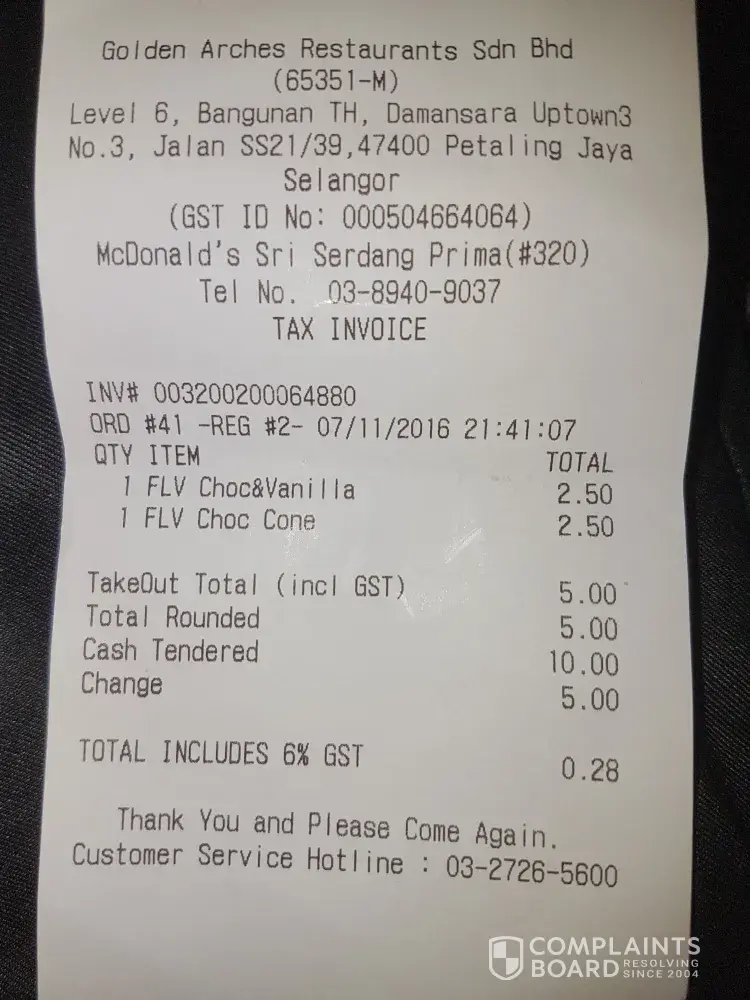 Golden Arches Restaurants Sdn Bhd
(65351-M)
Level 6, Bangunan TH, Damansara Uptown3
No.3, Jalan SS21/39,47400 Petaling Jaya
Selangor
(GST ID No: 000504664064)
McDonald's Sri Serdang Prima(#320)
Tel No. 03-8940-9037
TAX INVOICE
INV# 003200200064880
ORD #41 -REG #2- 07/11/2016 21:41:07
QTY ITEM TOTAL
1 FLV Choc&Vanilla 2.50
1 FLV Choc Cone 2.50
TakeOut Total (incl GST) 5.00
Total Rounded 5.00
Cash Tendered 10.00
Change 5.00
TOTAL INCLUDES 6% GST 0.28
Thank You and Please Come Again.
Customer Service Hotline : 03-2726-5600
COMPLAINTS
BOARD RESOLVING SINCE 2004